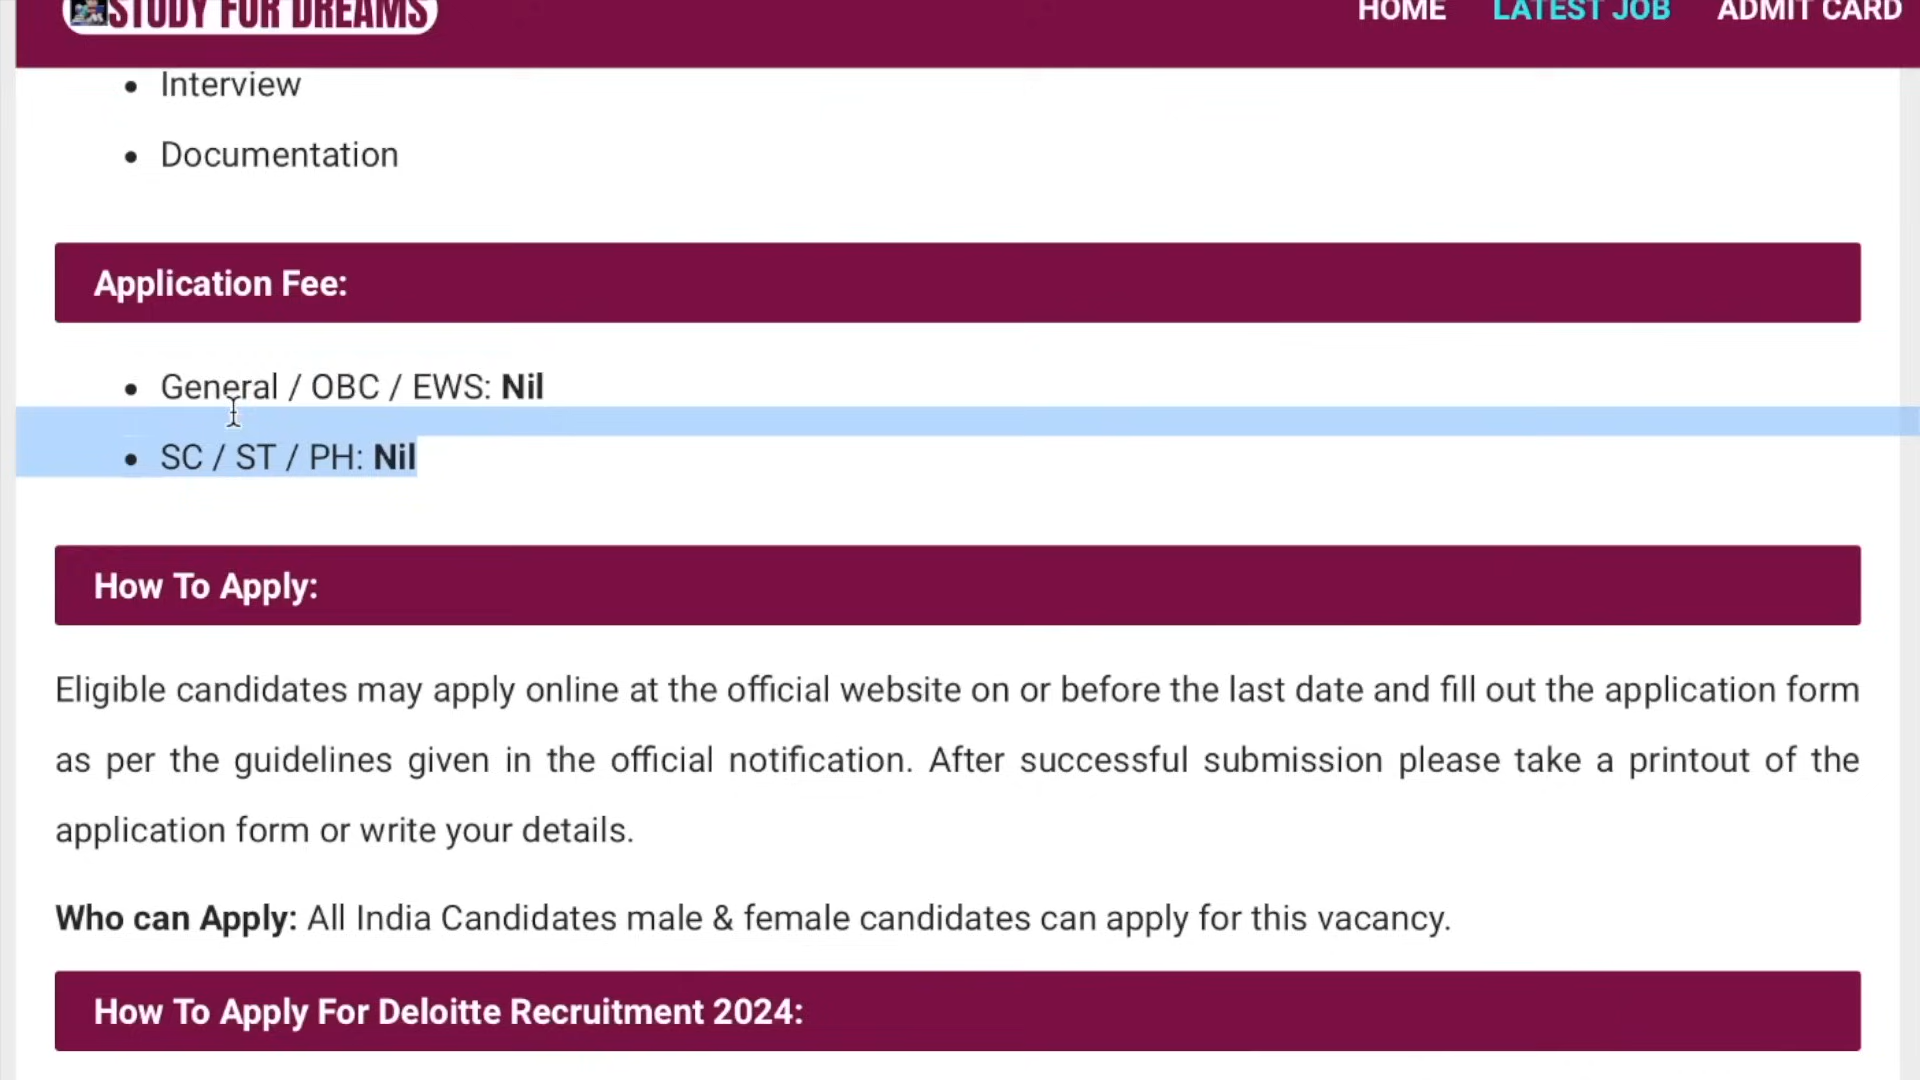 STUDY FOR DREAMS
HOME LATEST JOB ADMIT CARD
Interview
Documentation
Application Fee:
General / OBC / EWS: Nil
SC / ST / PH: Nil
How To Apply:
Eligible candidates may apply online at the official website on or before the last date and fill out the application form
as per the guidelines given in the official notification. After successful submission please take a printout of the
application form or write your details.
Who can Apply: All India Candidates male & female candidates can apply for this vacancy.
How To Apply For Deloitte Recruitment 2024: